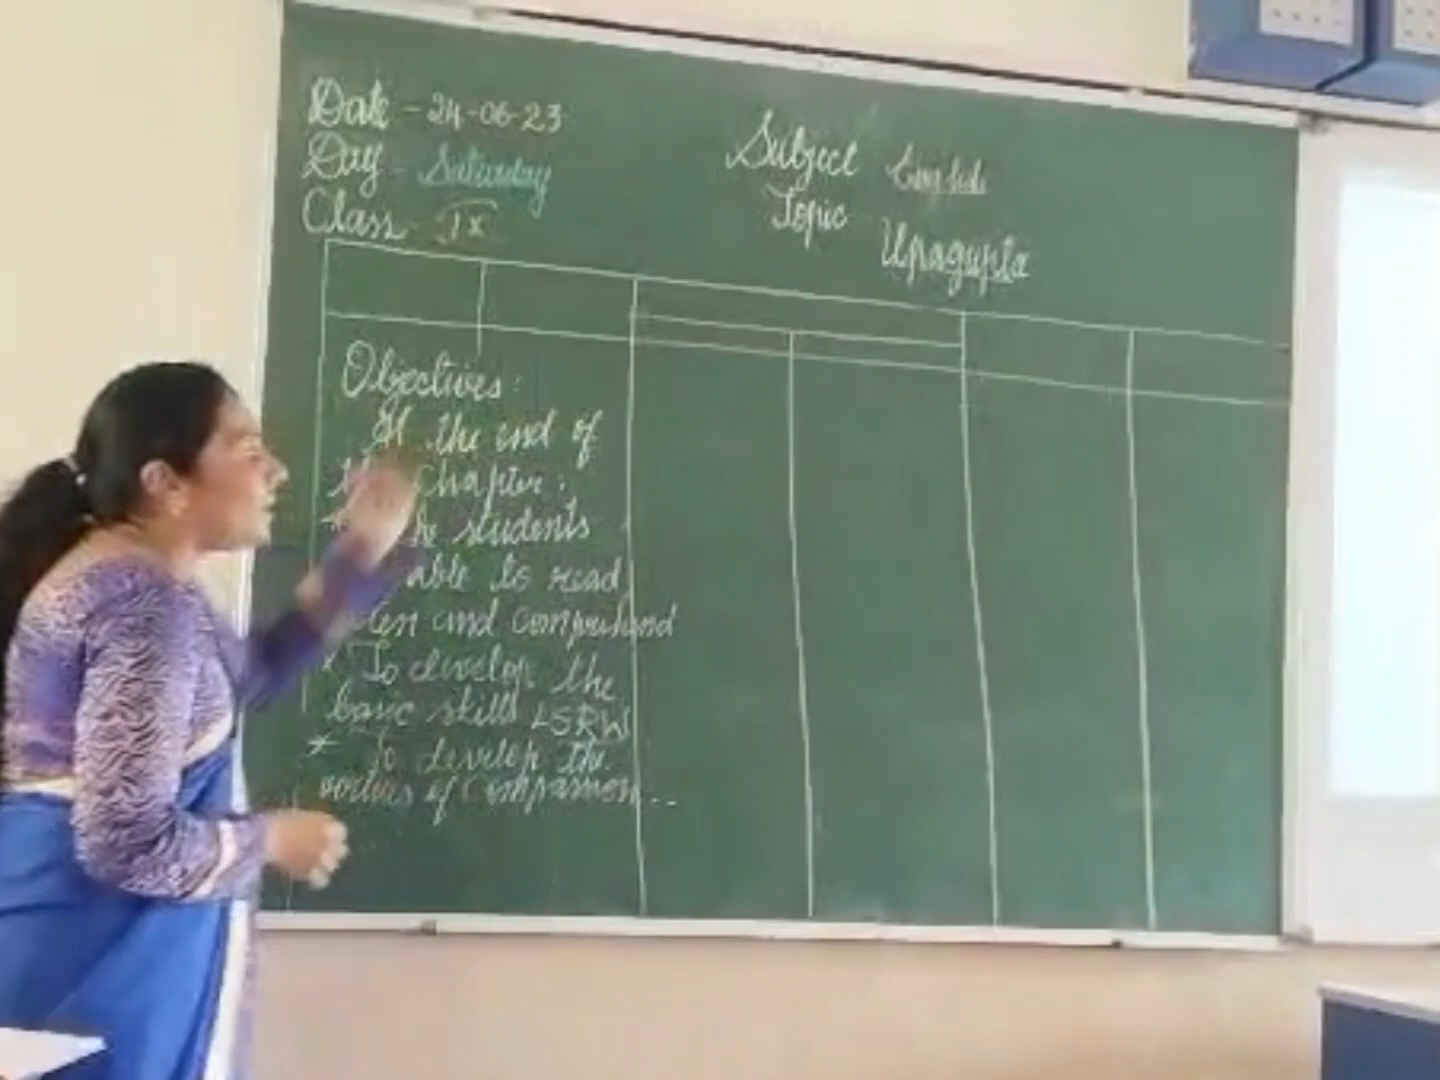 Date - 24-06-23
Day - Saturday
Class - IX
Subject English
Topic
Upagupta
Objectives:
At the end of
Chapter.
* students
able to read
and comprehend
* To develop the
basic skills LSRW
* To develop the
virtues of Compassion..